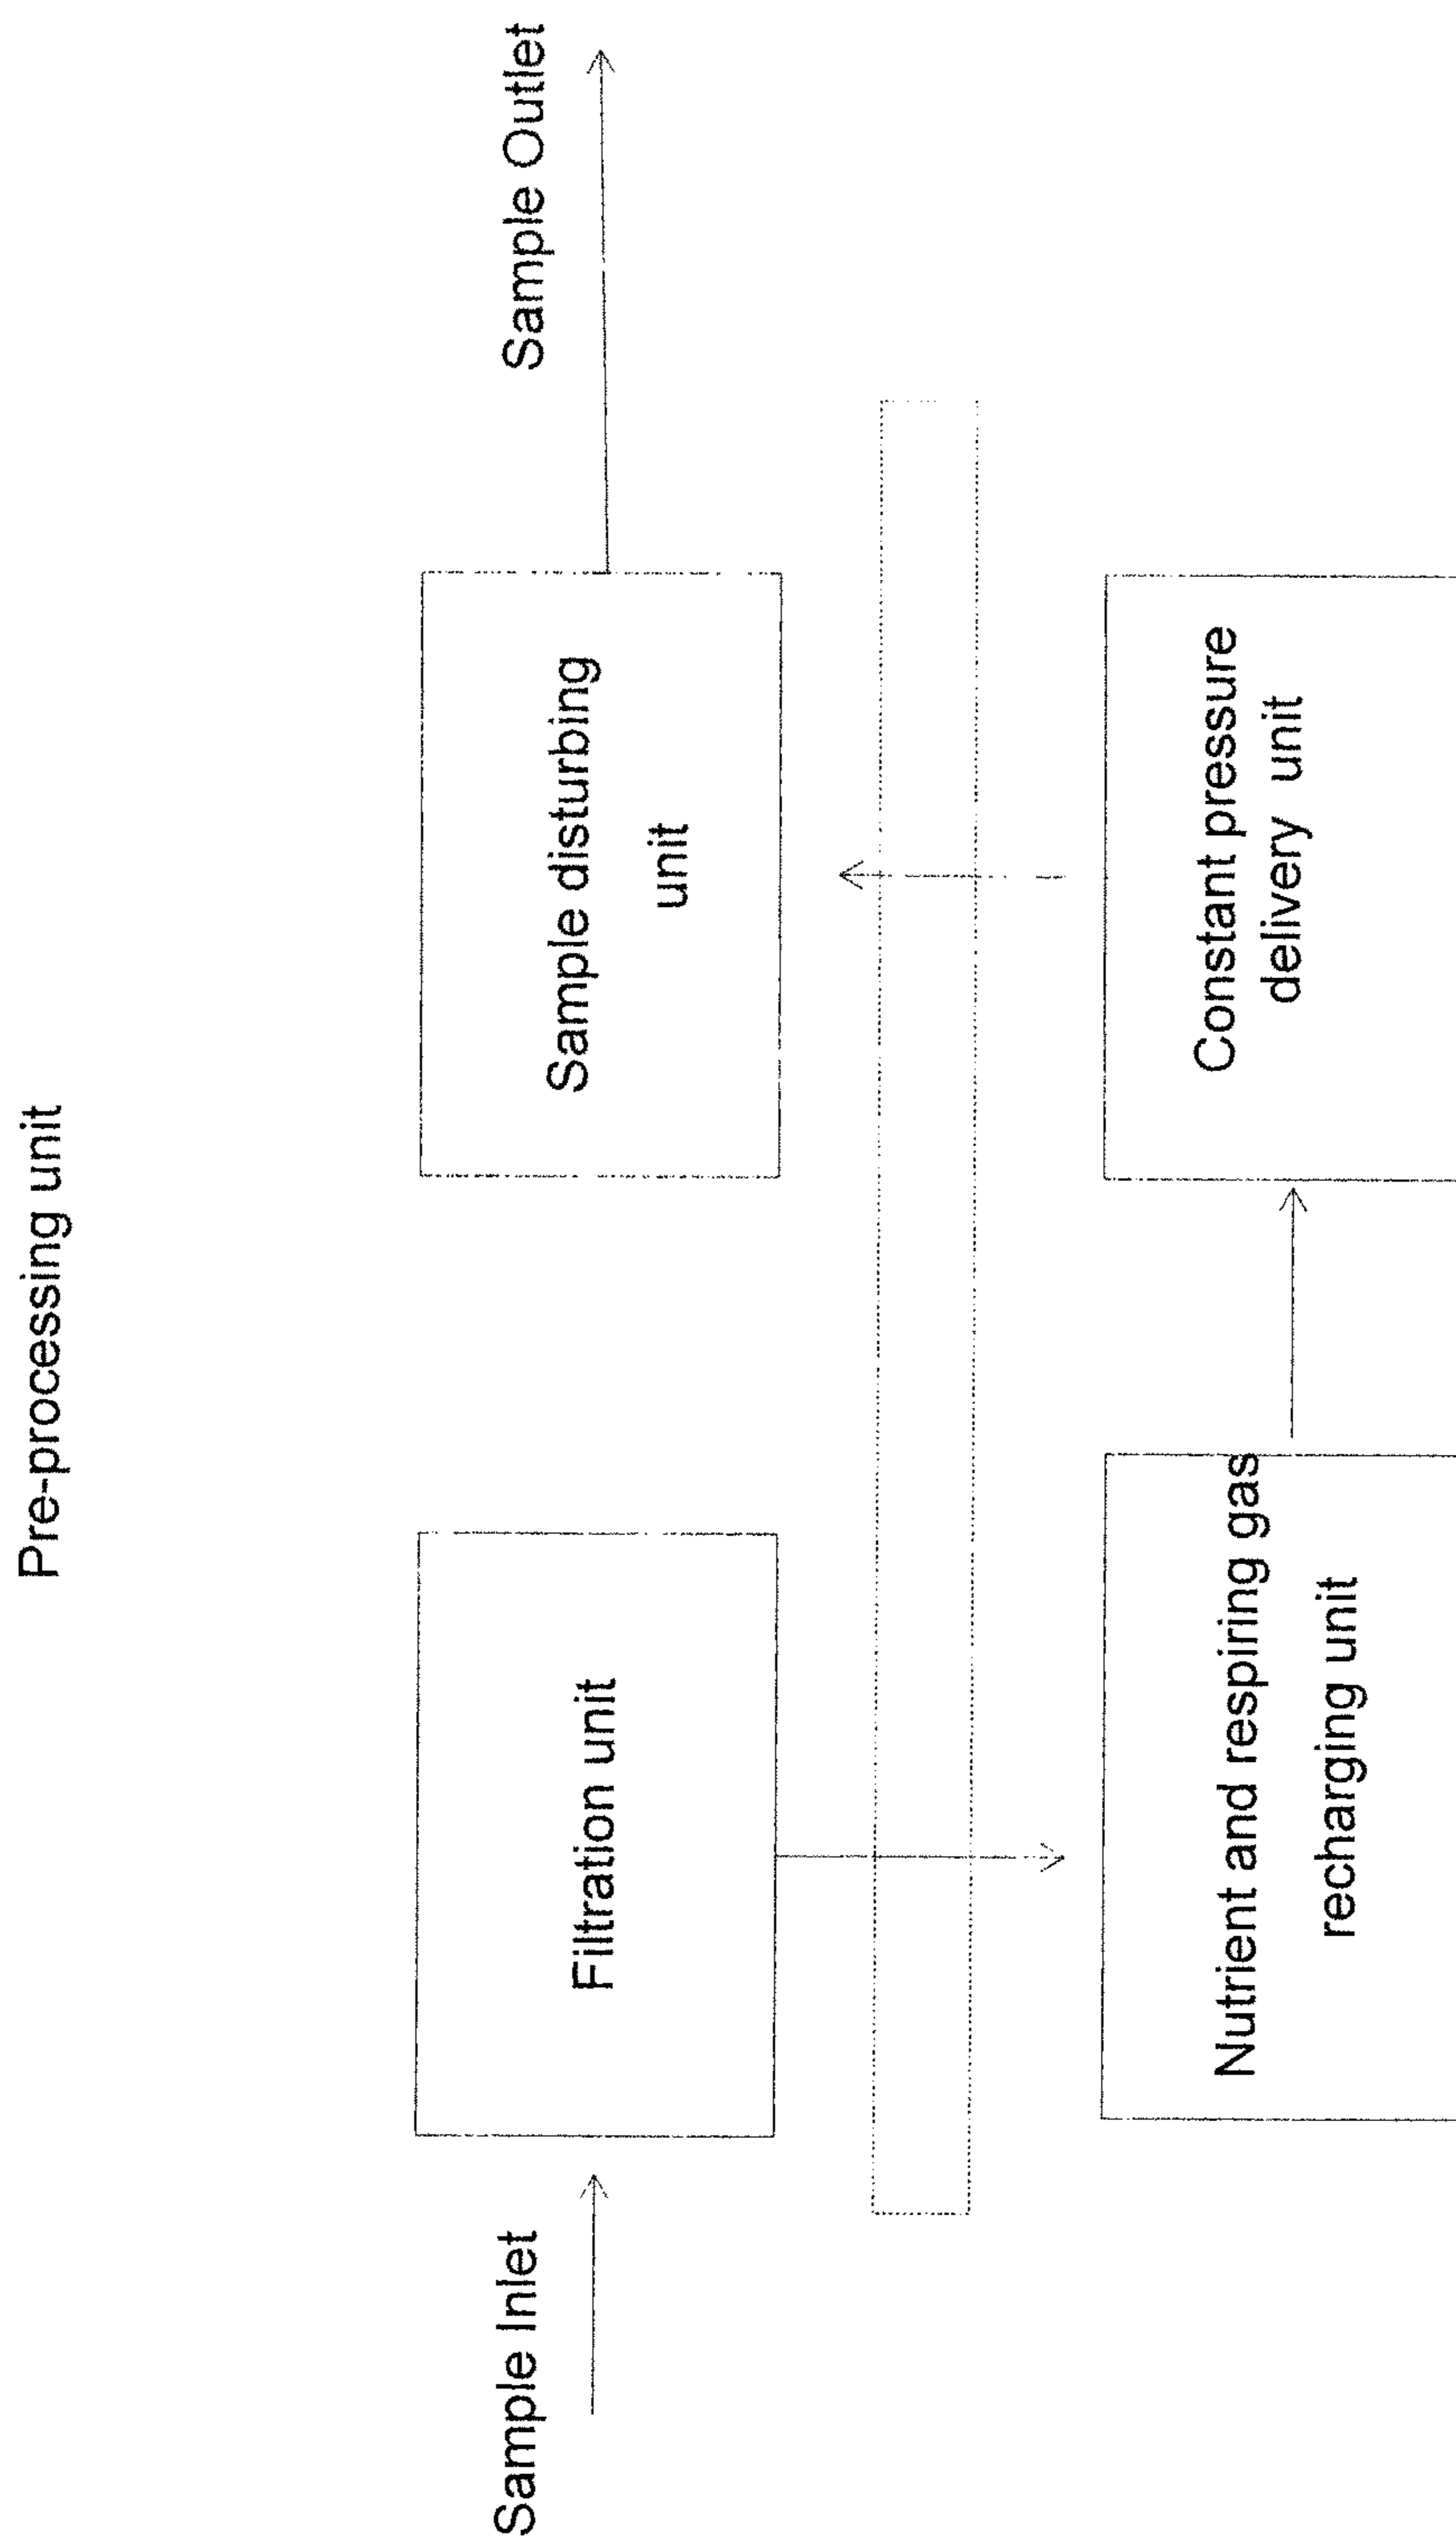 Pre-processing unit
Sample Inlet
Filtration unit
Sample disturbing
unit
Sample Outlet
Nutrient and respiring gas
recharging unit
Constant pressure
delivery unit